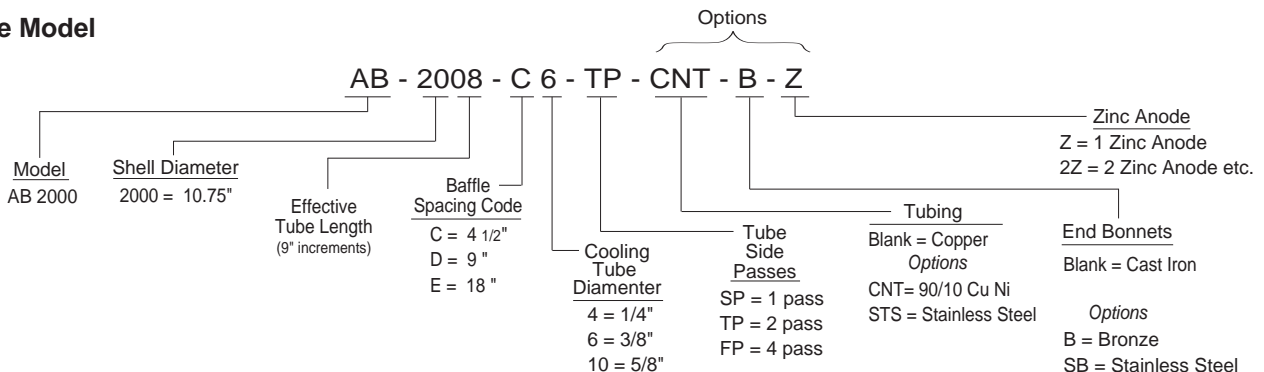 Options
e Model
AB - 2008 - C 6 - TP - CNT - B - Z
Model
AB 2000
Shell Diameter
2000 = 10.75"
Effective
Tube Length
(9" increments)
Baffle
Spacing Code
C = 4 1/2"
D = 9 "
E = 18 "
Cooling
Tube
Diamenter
4 = 1/4"
6 = 3/8"
10 = 5/8"
Tube
Side
Passes
SP = 1 pass
TP = 2 pass
FP = 4 pass
Tubing
Blank = Copper
Options
CNT= 90/10 Cu Ni
STS = Stainless Steel
End Bonnets
Blank = Cast Iron
Options
B = Bronze
SB = Stainless Steel
Zinc Anode
Z = 1 Zinc Anode
2Z = 2 Zinc Anode etc.